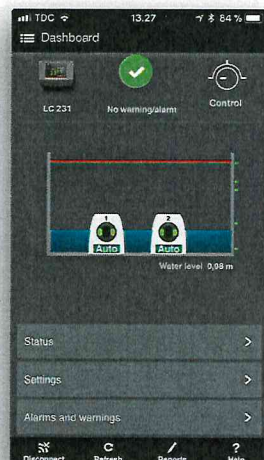 TDC 13.27 84 %
Dashboard
LC 231 No warning/alarm Control
1 2
Auto Auto
Water level 0,98 m
Status
Settings
Alarms and warnings
Disconnect Refresh Reports Help